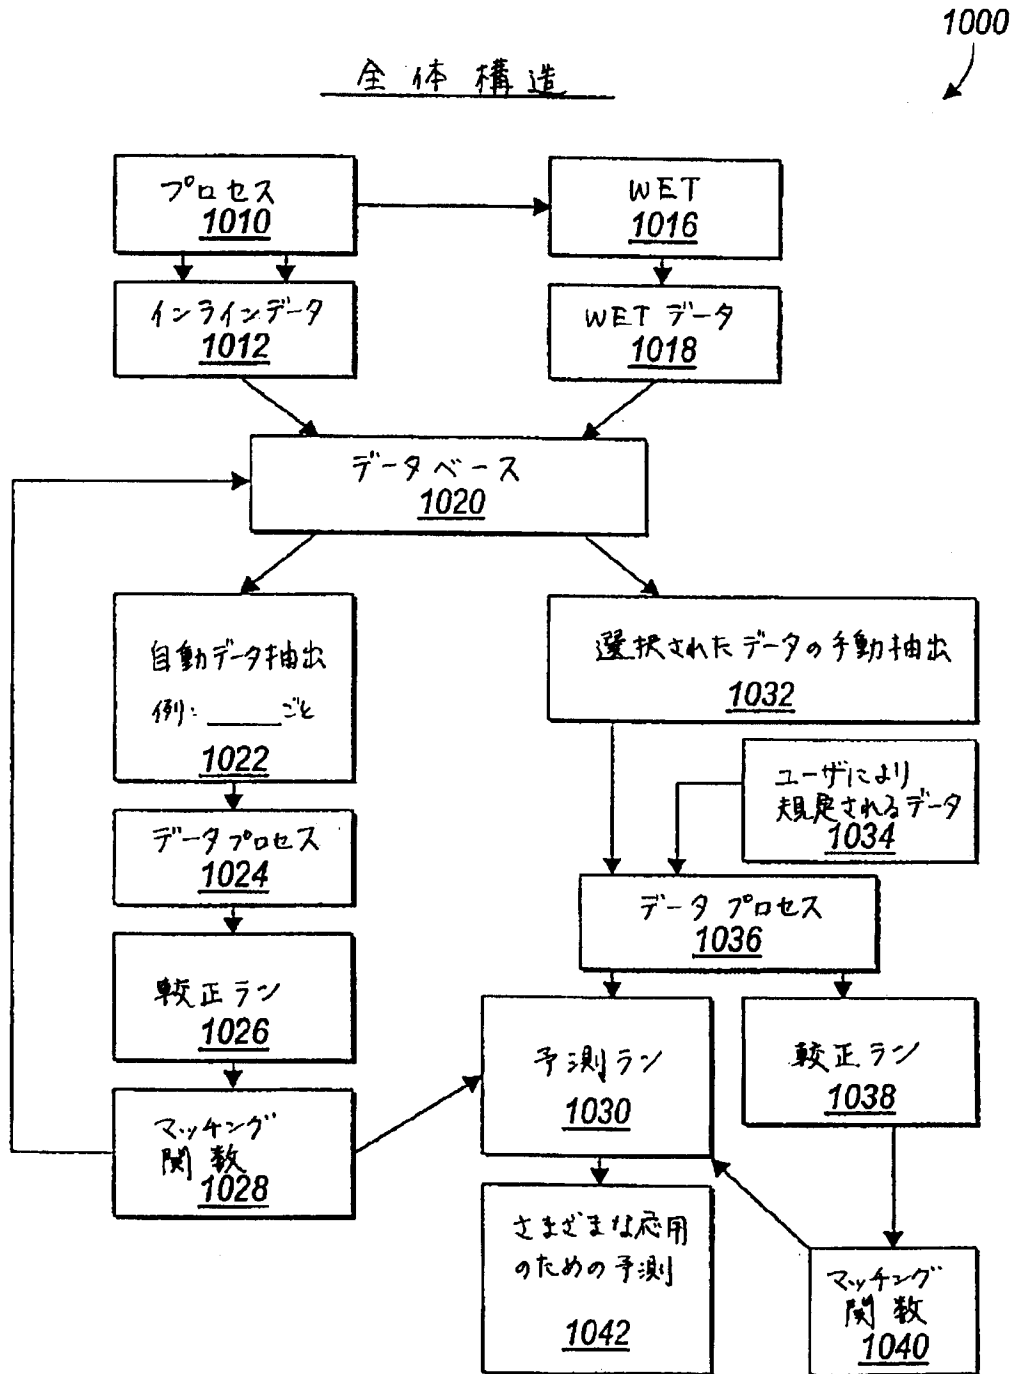 1000
全体構造
プロセス
1010
WET
1016
インラインデータ
1012
WETデータ
1018
データベース
1020
自動データ抽出
例:_____ごと
1022
選択されたデータの手動抽出
1032
ユーザにより
規定されるデータ
1034
データプロセス
1024
データプロセス
1036
較正ラン
1026
予測ラン
1030
較正ラン
1038
マッチング
関数
1028
さまざまな応用
のための予測
1042
マッチング
関数
1040